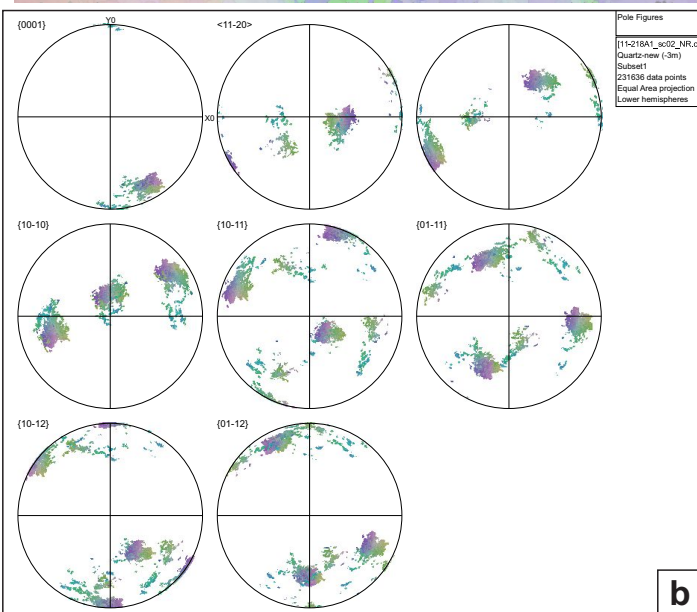 {0001}
Y0
<11-20>
X0
Pole Figures
[11-218A1_sc02_NR.c
Quartz-new (-3m)
Subset1
231636 data points
Equal Area projection
Lower hemispheres
{10-10}
{10-11}
{01-11}
{10-12}
{01-12}
b